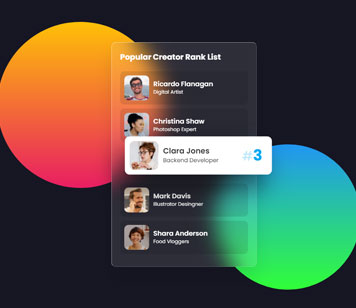 Popular Creator Rank List
Ricardo Flanagan
Digital Artist
Christina Shaw
Photoshop Expert
Clara Jones
Backend Developer
#3
Mark Davis
Illustrator Desingner
Shara Anderson
Food Vloggers